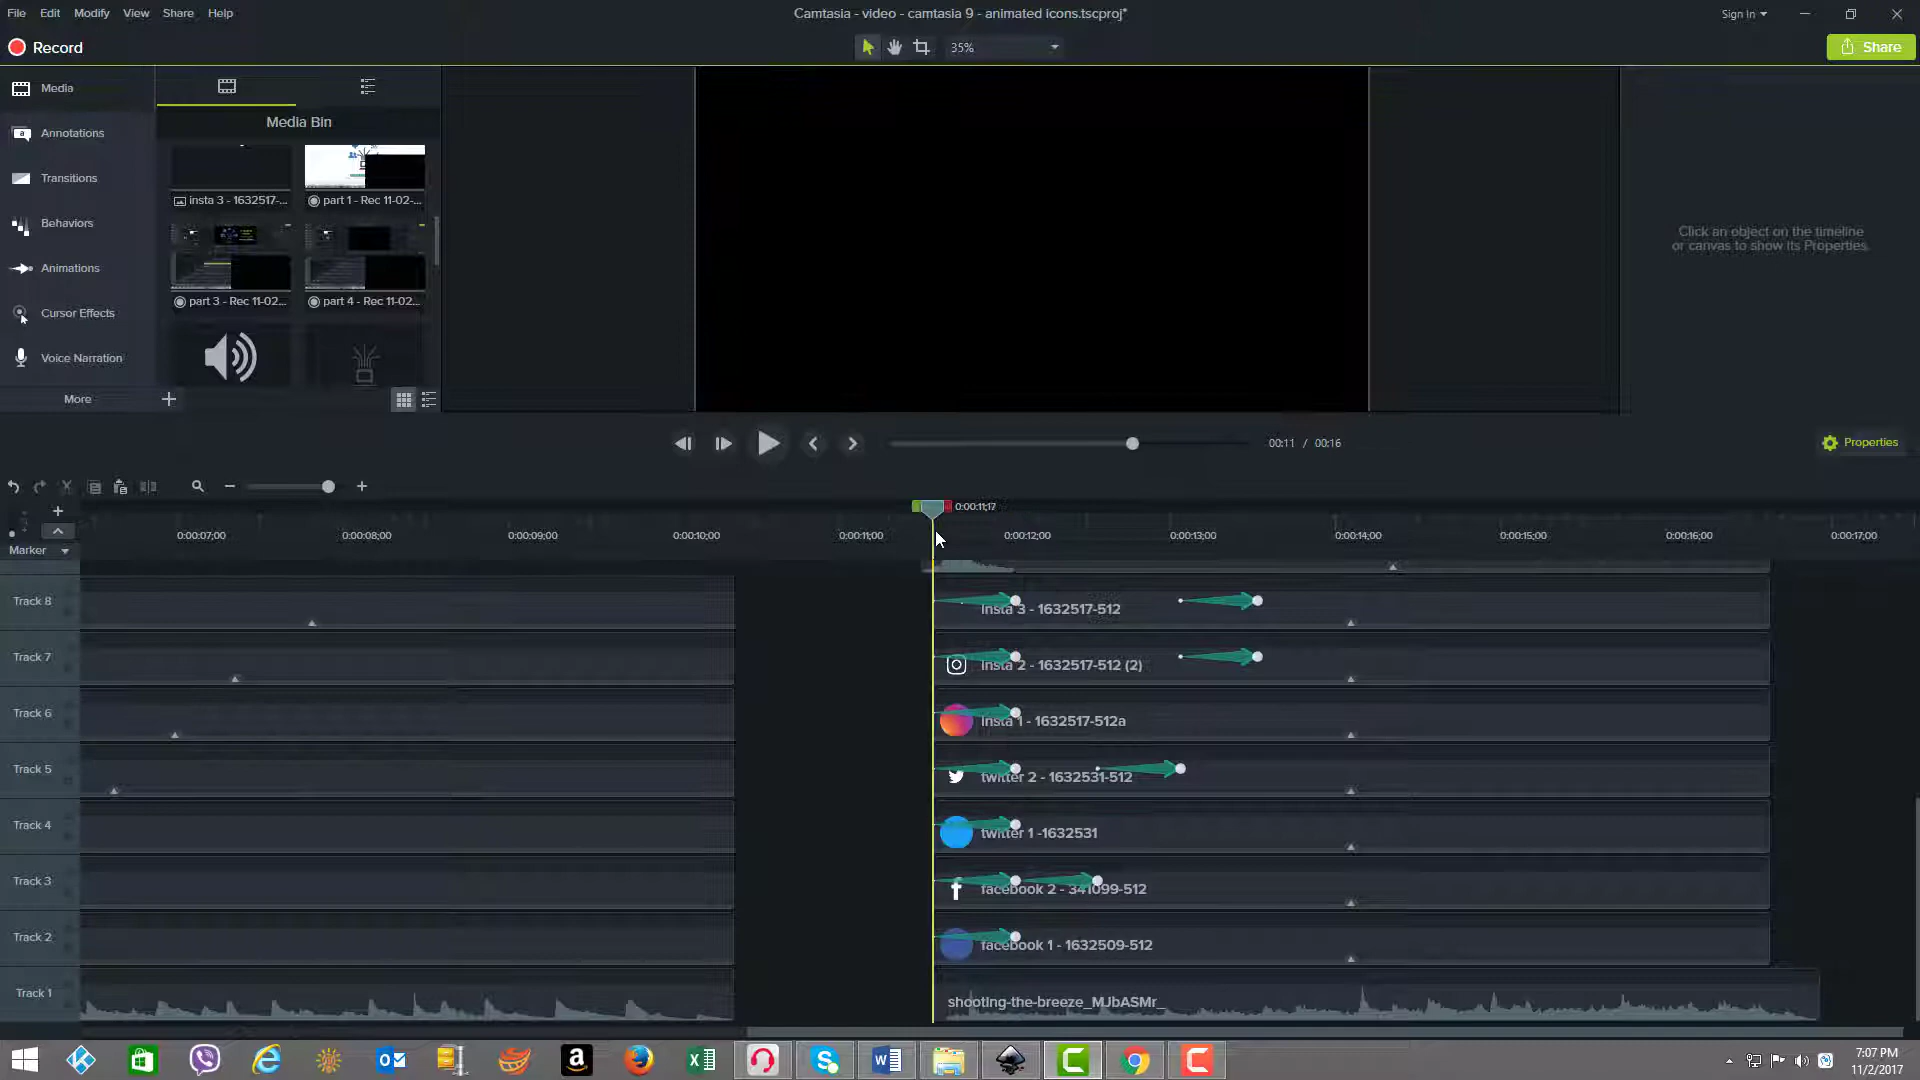 File Edit Modify View Share Help
Camtasia - video - camtasia 9 - animated icons.tscproj*
Sign In
Record
35%
Share
Media
Annotations
Transitions
Behaviors
Animations
Cursor Effects
Voice Narration
More
Media Bin
insta 3 - 1632517-...
part 1 - Rec 11-02-...
part 3 - Rec 11-02...
part 4 - Rec 11-02...
Click an object on the timeline
or canvas to show its Properties.
00:11 / 00:16
Properties
0:00:11;17
0:00:07;00 0:00:08;00 0:00:09;00 0:00:10;00 0:00:11;00 0:00:12;00 0:00:13;00 0:00:14;00 0:00:15;00 0:00:16;00 0:00:17;00
Marker
Track 8
insta 3 - 1632517-512
Track 7
insta 2 - 1632517-512 (2)
Track 6
insta 1 - 1632517-512a
Track 5
twitter 2 - 1632531-512
Track 4
twitter 1 -1632531
Track 3
facebook 2 - 341099-512
Track 2
facebook 1 - 1632509-512
Track 1
shooting-the-breeze_MJbASMr_
7:07 PM
11/2/2017